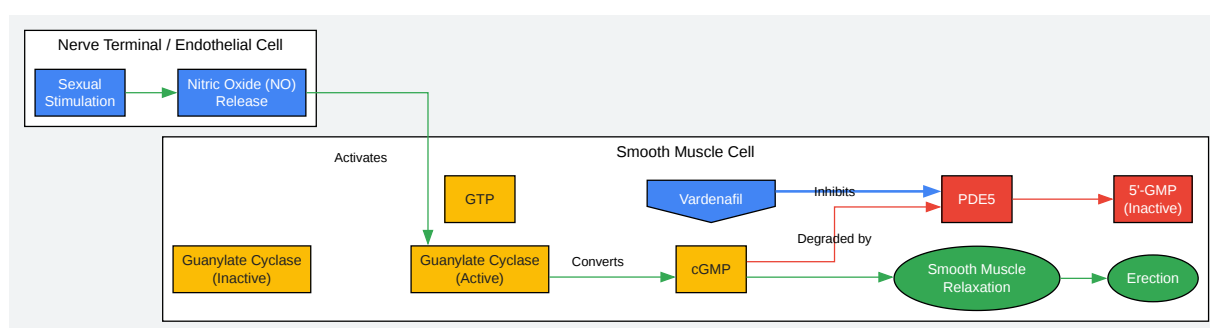 Nerve Terminal / Endothelial Cell
Sexual
Stimulation
Nitric Oxide (NO)
Release
Activates
Smooth Muscle Cell
GTP
Vardenafil
Inhibits
PDE5
5'-GMP
(Inactive)
Degraded by
Guanylate Cyclase
(Inactive)
Guanylate Cyclase
(Active)
Converts
cGMP
Smooth Muscle
Relaxation
Erection